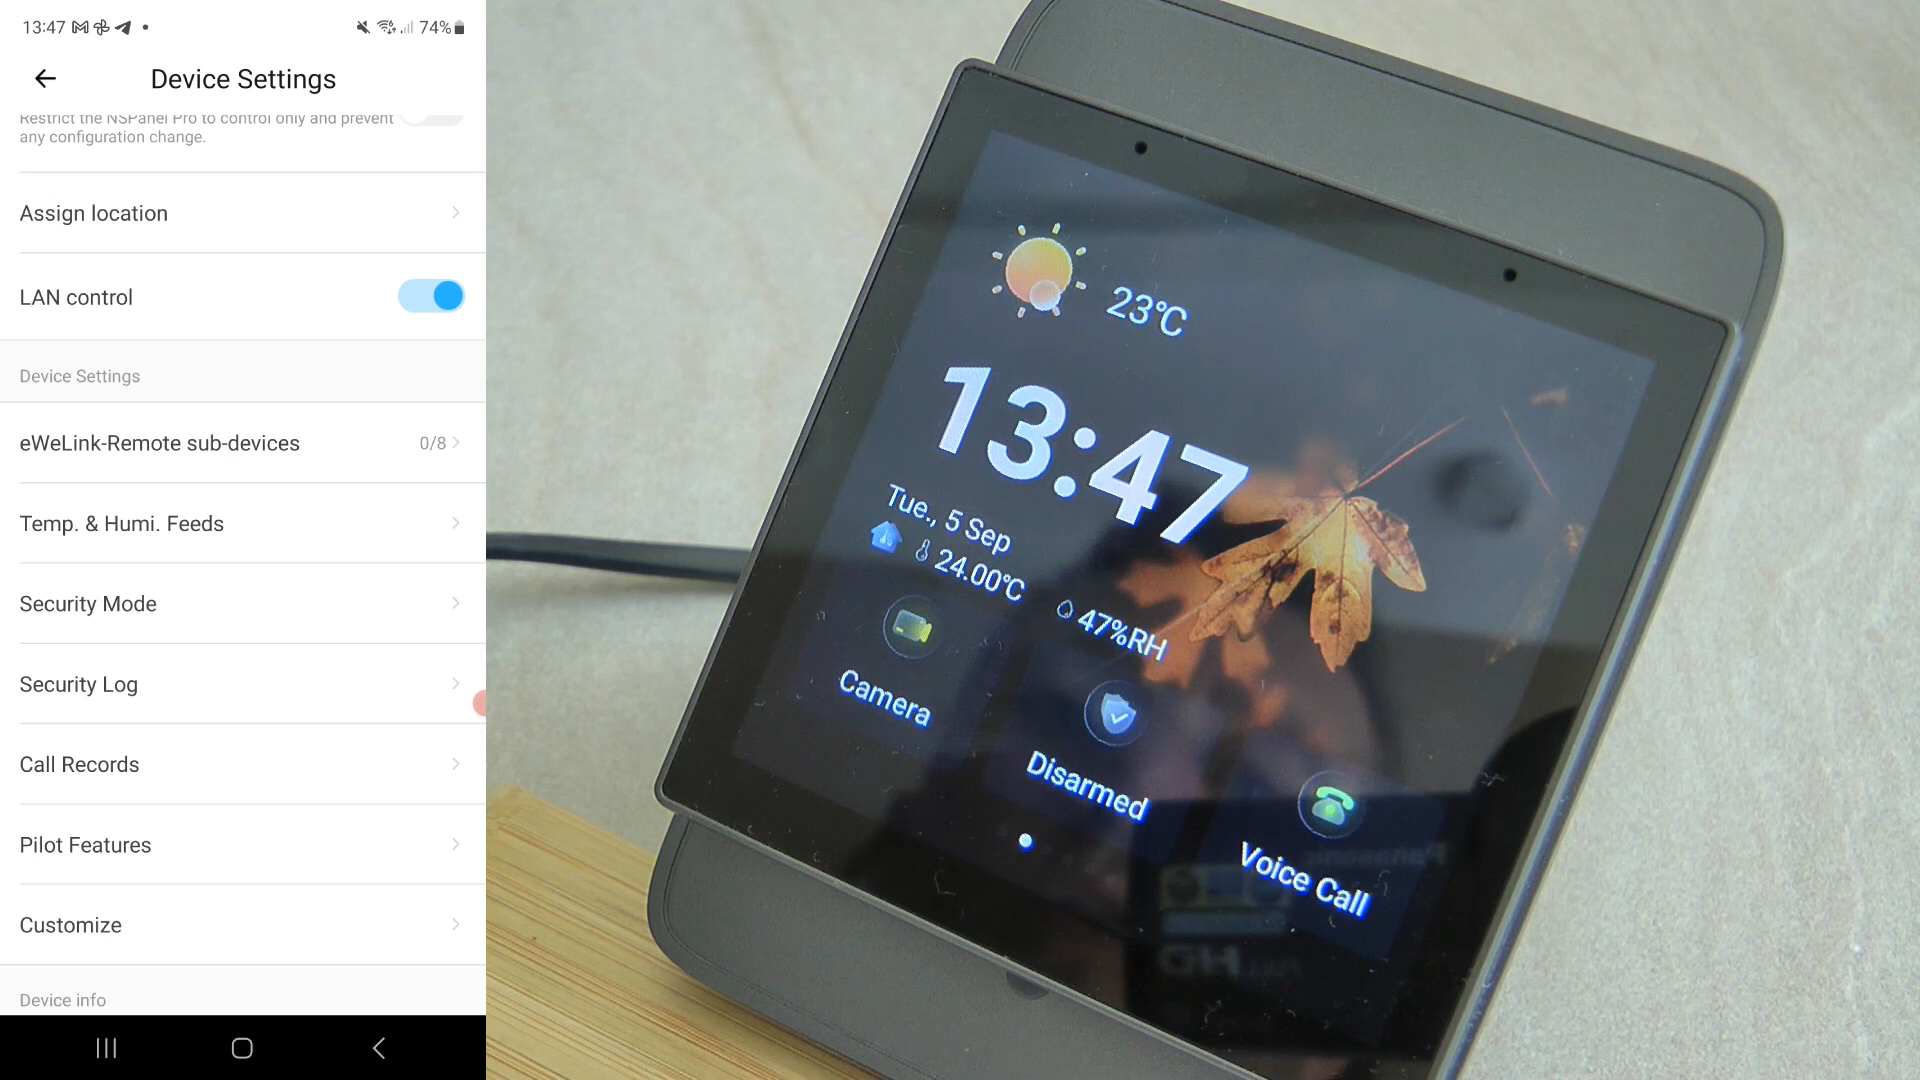 13:47
74%
Device Settings
Restrict the NSPanel Pro to control only and prevent
any configuration change.
Assign location
LAN control
Device Settings
eWeLink-Remote sub-devices 0/8
Temp. & Humi. Feeds
Security Mode
Security Log
Call Records
Pilot Features
Customize
Device info
23°C
13:47
Tue., 5 Sep
24.00°C
47%RH
Camera
Disarmed
Voice Call
Panasonic
HD